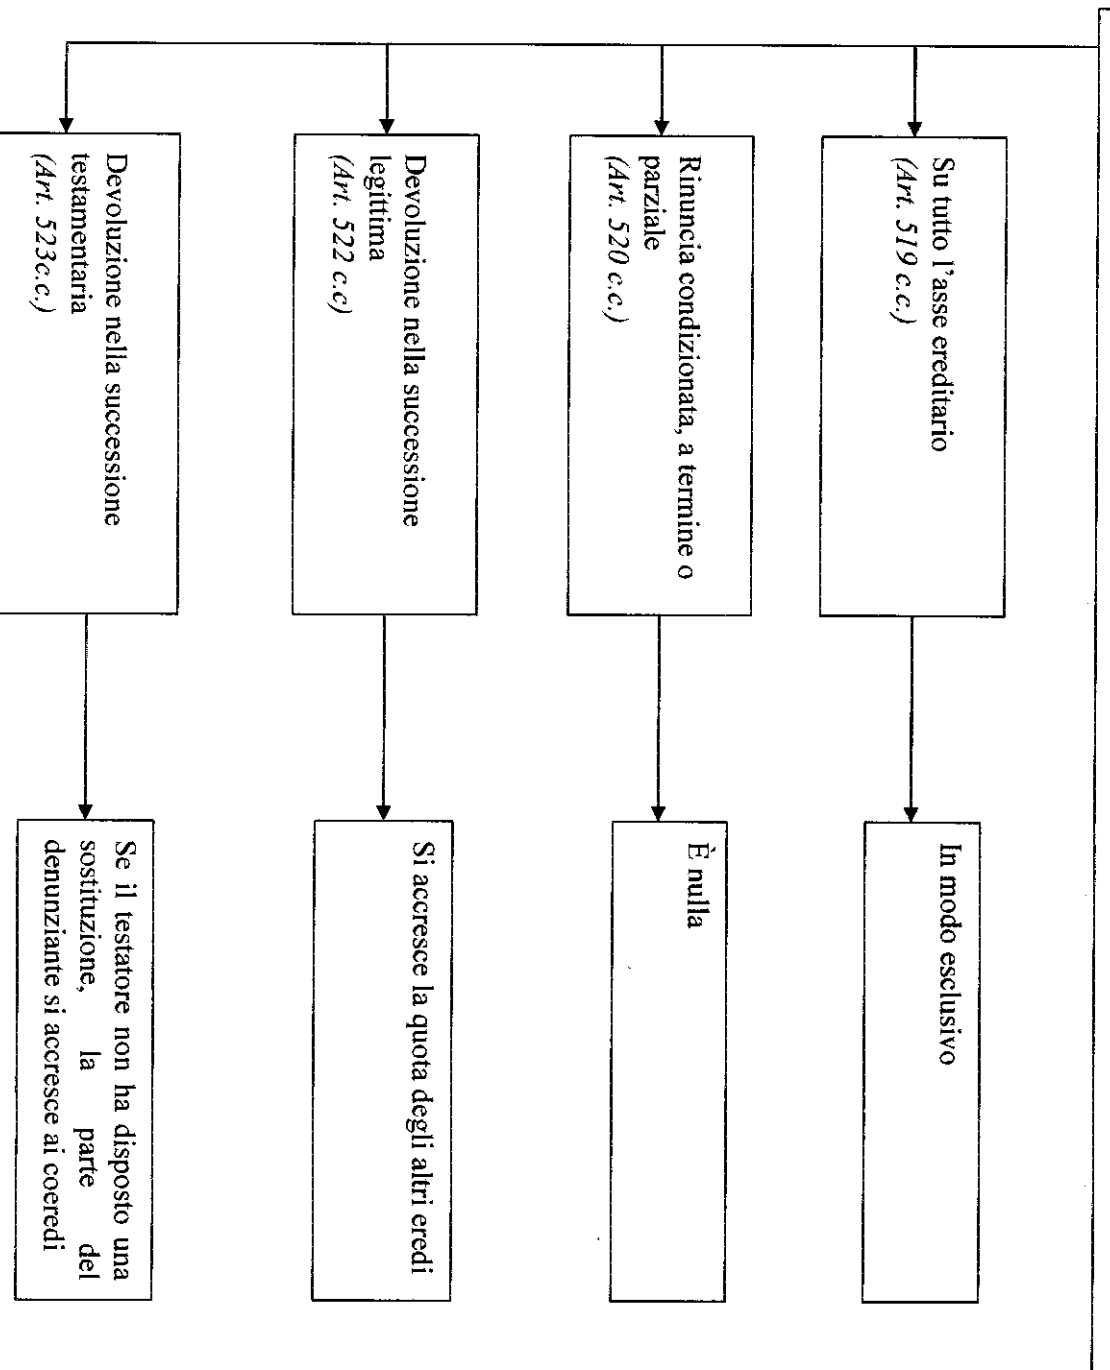 Su tutto l'asse ereditario
(Art. 519 c.c.)
In modo esclusivo
Rinuncia condizionata, a termine o
parziale
(Art. 520 c.c.)
È nulla
Devoluzione nella successione
legittima
(Art. 522 c.c)
Si accresce la quota degli altri eredi
Devoluzione nella successione
testamentaria
(Art. 523c.c.)
Se il testatore non ha disposto una
sostituzione, la parte del
denunziante si accresce ai coeredi